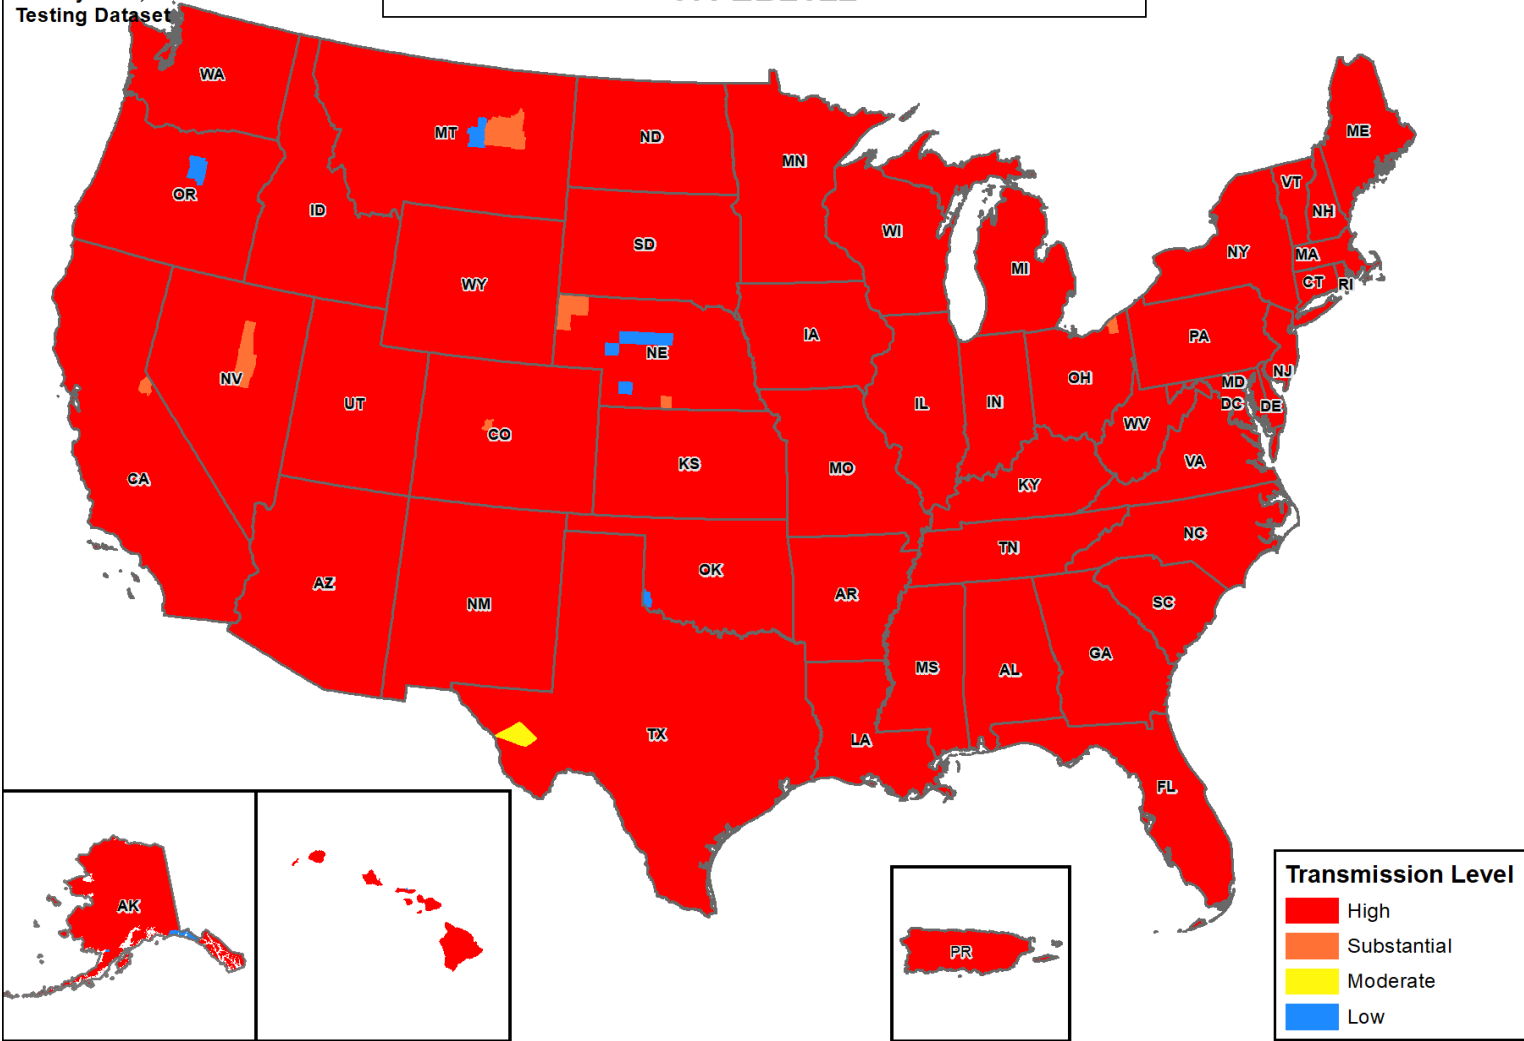 Testing Dataset
WA
MT
ND
MN
ME
OR
ID
SD
WI
VT
NH
WY
MI
NY
MA
CT
RI
IA
NE
PA
NV
UT
CO
IL
IN
OH
NJ
MD
DC
DE
WV
CA
KS
MO
KY
VA
AZ
NM
OK
AR
TN
NC
SC
MS
AL
GA
TX
LA
FL
AK
PR
Transmission Level
High
Substantial
Moderate
Low